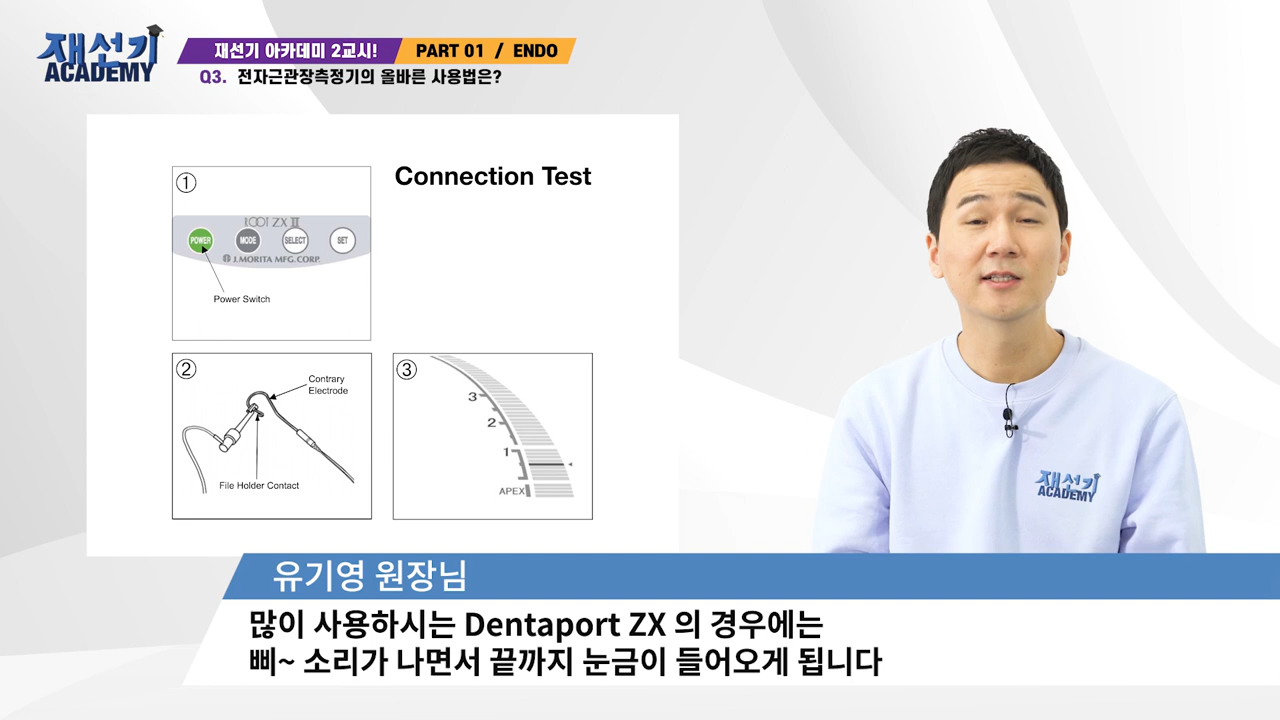 재선기
ACADEMY
재선기 아카데미 2교시!
PART 01 / ENDO
Q3. 전자근관장측정기의 올바른 사용법은?
Connection Test
①
ROOT ZX II
POWER
MODE
SELECT
SET
J.MORITA MFG.CORP.
Power Switch
②
Contrary
Electrode
File Holder Contact
③
3
2
1
APEX
재선기
ACADEMY
유기영 원장님
많이 사용하시는 Dentaport ZX 의 경우에는
삐~ 소리가 나면서 끝까지 눈금이 들어오게 됩니다